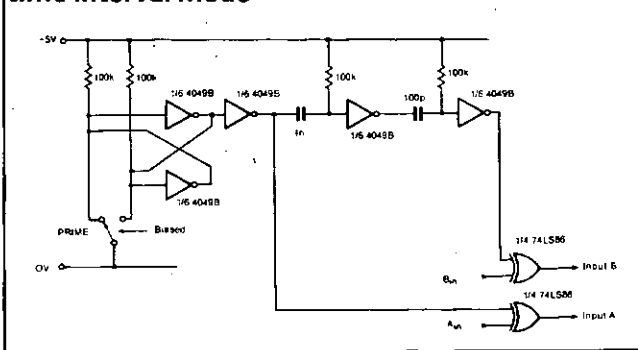 +5V
100k
100k
100k
100k
1/6 4049B
1/6 4049B
1/6 4049B
1n
100p
1/6 4049B
1/6 4049B
PRIME
Biased
0V
1/4 74LS86
Input B
1/4 74LS86
Input A